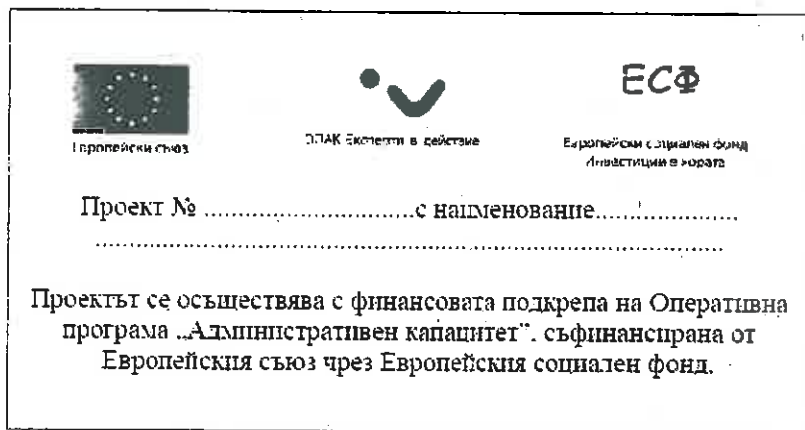 ЕСФ
Европейски съюз
ОПАК Експерти в действие
Европейски социален фонд
Инвестиции в хората
Проект № ..............................с наименование.....................
..........................................................................................
Проектът се осъществява с финансовата подкрепа на Оперативна
програма „Административен капацитет”, съфинансирана от
Европейския съюз чрез Европейския социален фонд.